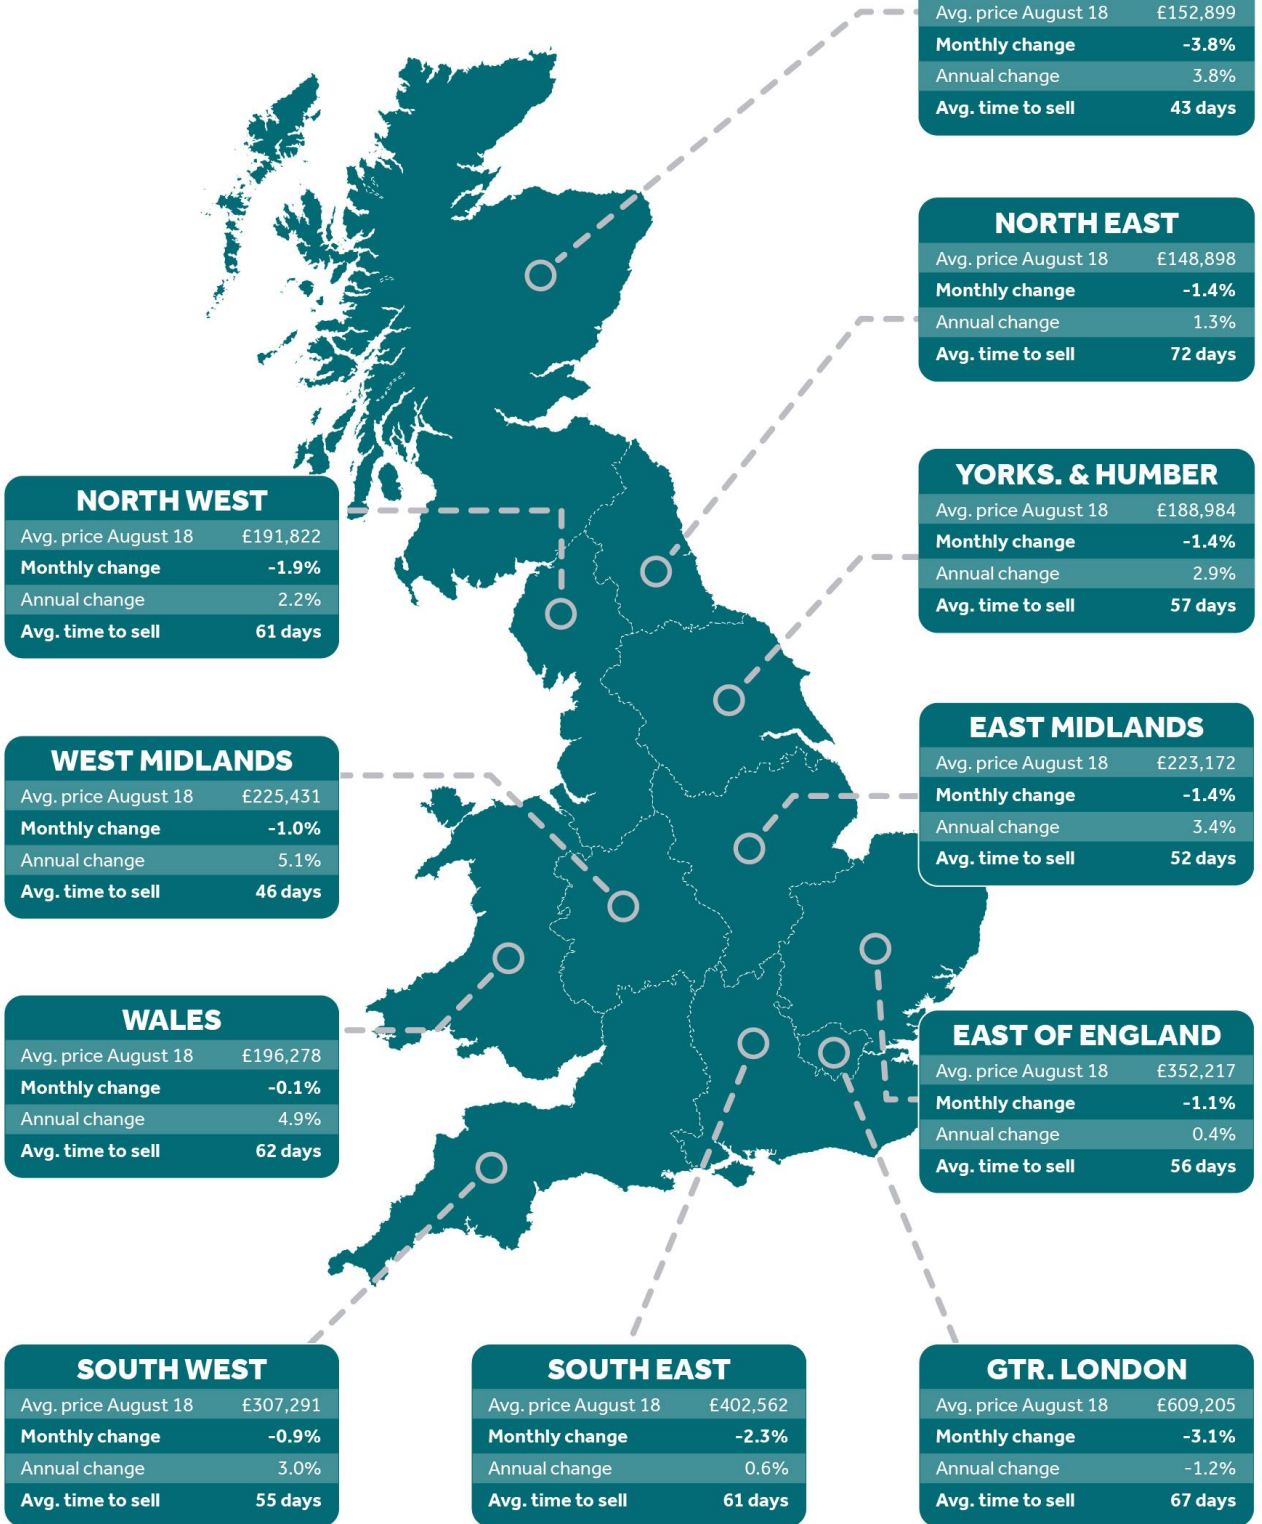 Avg. price August 18 £152,899
Monthly change -3.8%
Annual change 3.8%
Avg. time to sell 43 days
NORTH EAST
Avg. price August 18 £148,898
Monthly change -1.4%
Annual change 1.3%
Avg. time to sell 72 days
YORKS. & HUMBER
Avg. price August 18 £188,984
Monthly change -1.4%
Annual change 2.9%
Avg. time to sell 57 days
NORTH WEST
Avg. price August 18 £191,822
Monthly change -1.9%
Annual change 2.2%
Avg. time to sell 61 days
EAST MIDLANDS
Avg. price August 18 £223,172
Monthly change -1.4%
Annual change 3.4%
Avg. time to sell 52 days
WEST MIDLANDS
Avg. price August 18 £225,431
Monthly change -1.0%
Annual change 5.1%
Avg. time to sell 46 days
WALES
Avg. price August 18 £196,278
Monthly change -0.1%
Annual change 4.9%
Avg. time to sell 62 days
EAST OF ENGLAND
Avg. price August 18 £352,217
Monthly change -1.1%
Annual change 0.4%
Avg. time to sell 56 days
SOUTH WEST
Avg. price August 18 £307,291
Monthly change -0.9%
Annual change 3.0%
Avg. time to sell 55 days
SOUTH EAST
Avg. price August 18 £402,562
Monthly change -2.3%
Annual change 0.6%
Avg. time to sell 61 days
GTR. LONDON
Avg. price August 18 £609,205
Monthly change -3.1%
Annual change -1.2%
Avg. time to sell 67 days